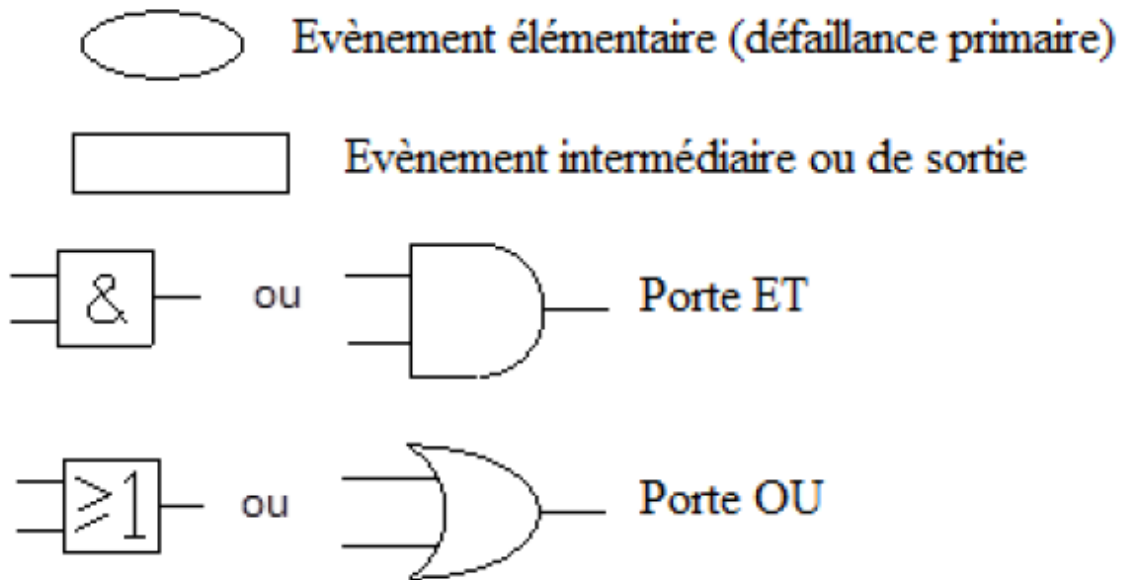 Evènement élémentaire (défaillance primaire)
Evènement intermédiaire ou de sortie
& ou Porte ET
≥1 ou Porte OU